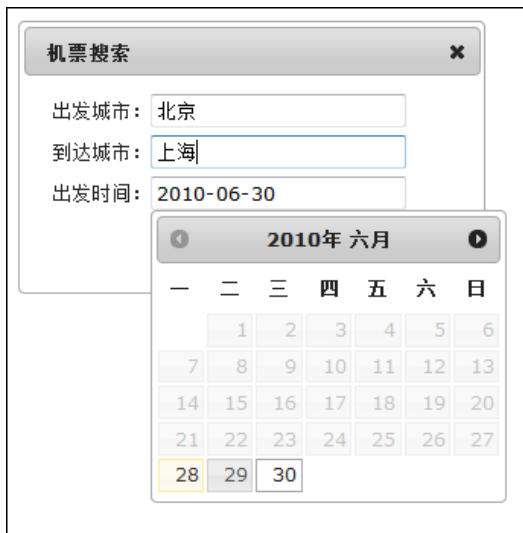 机票搜索
出发城市：北京
到达城市：上海
出发时间：2010-06-30
2010年 六月
一 二 三 四 五 六 日
1 2 3 4 5 6
7 8 9 10 11 12 13
14 15 16 17 18 19 20
21 22 23 24 25 26 27
28 29 30